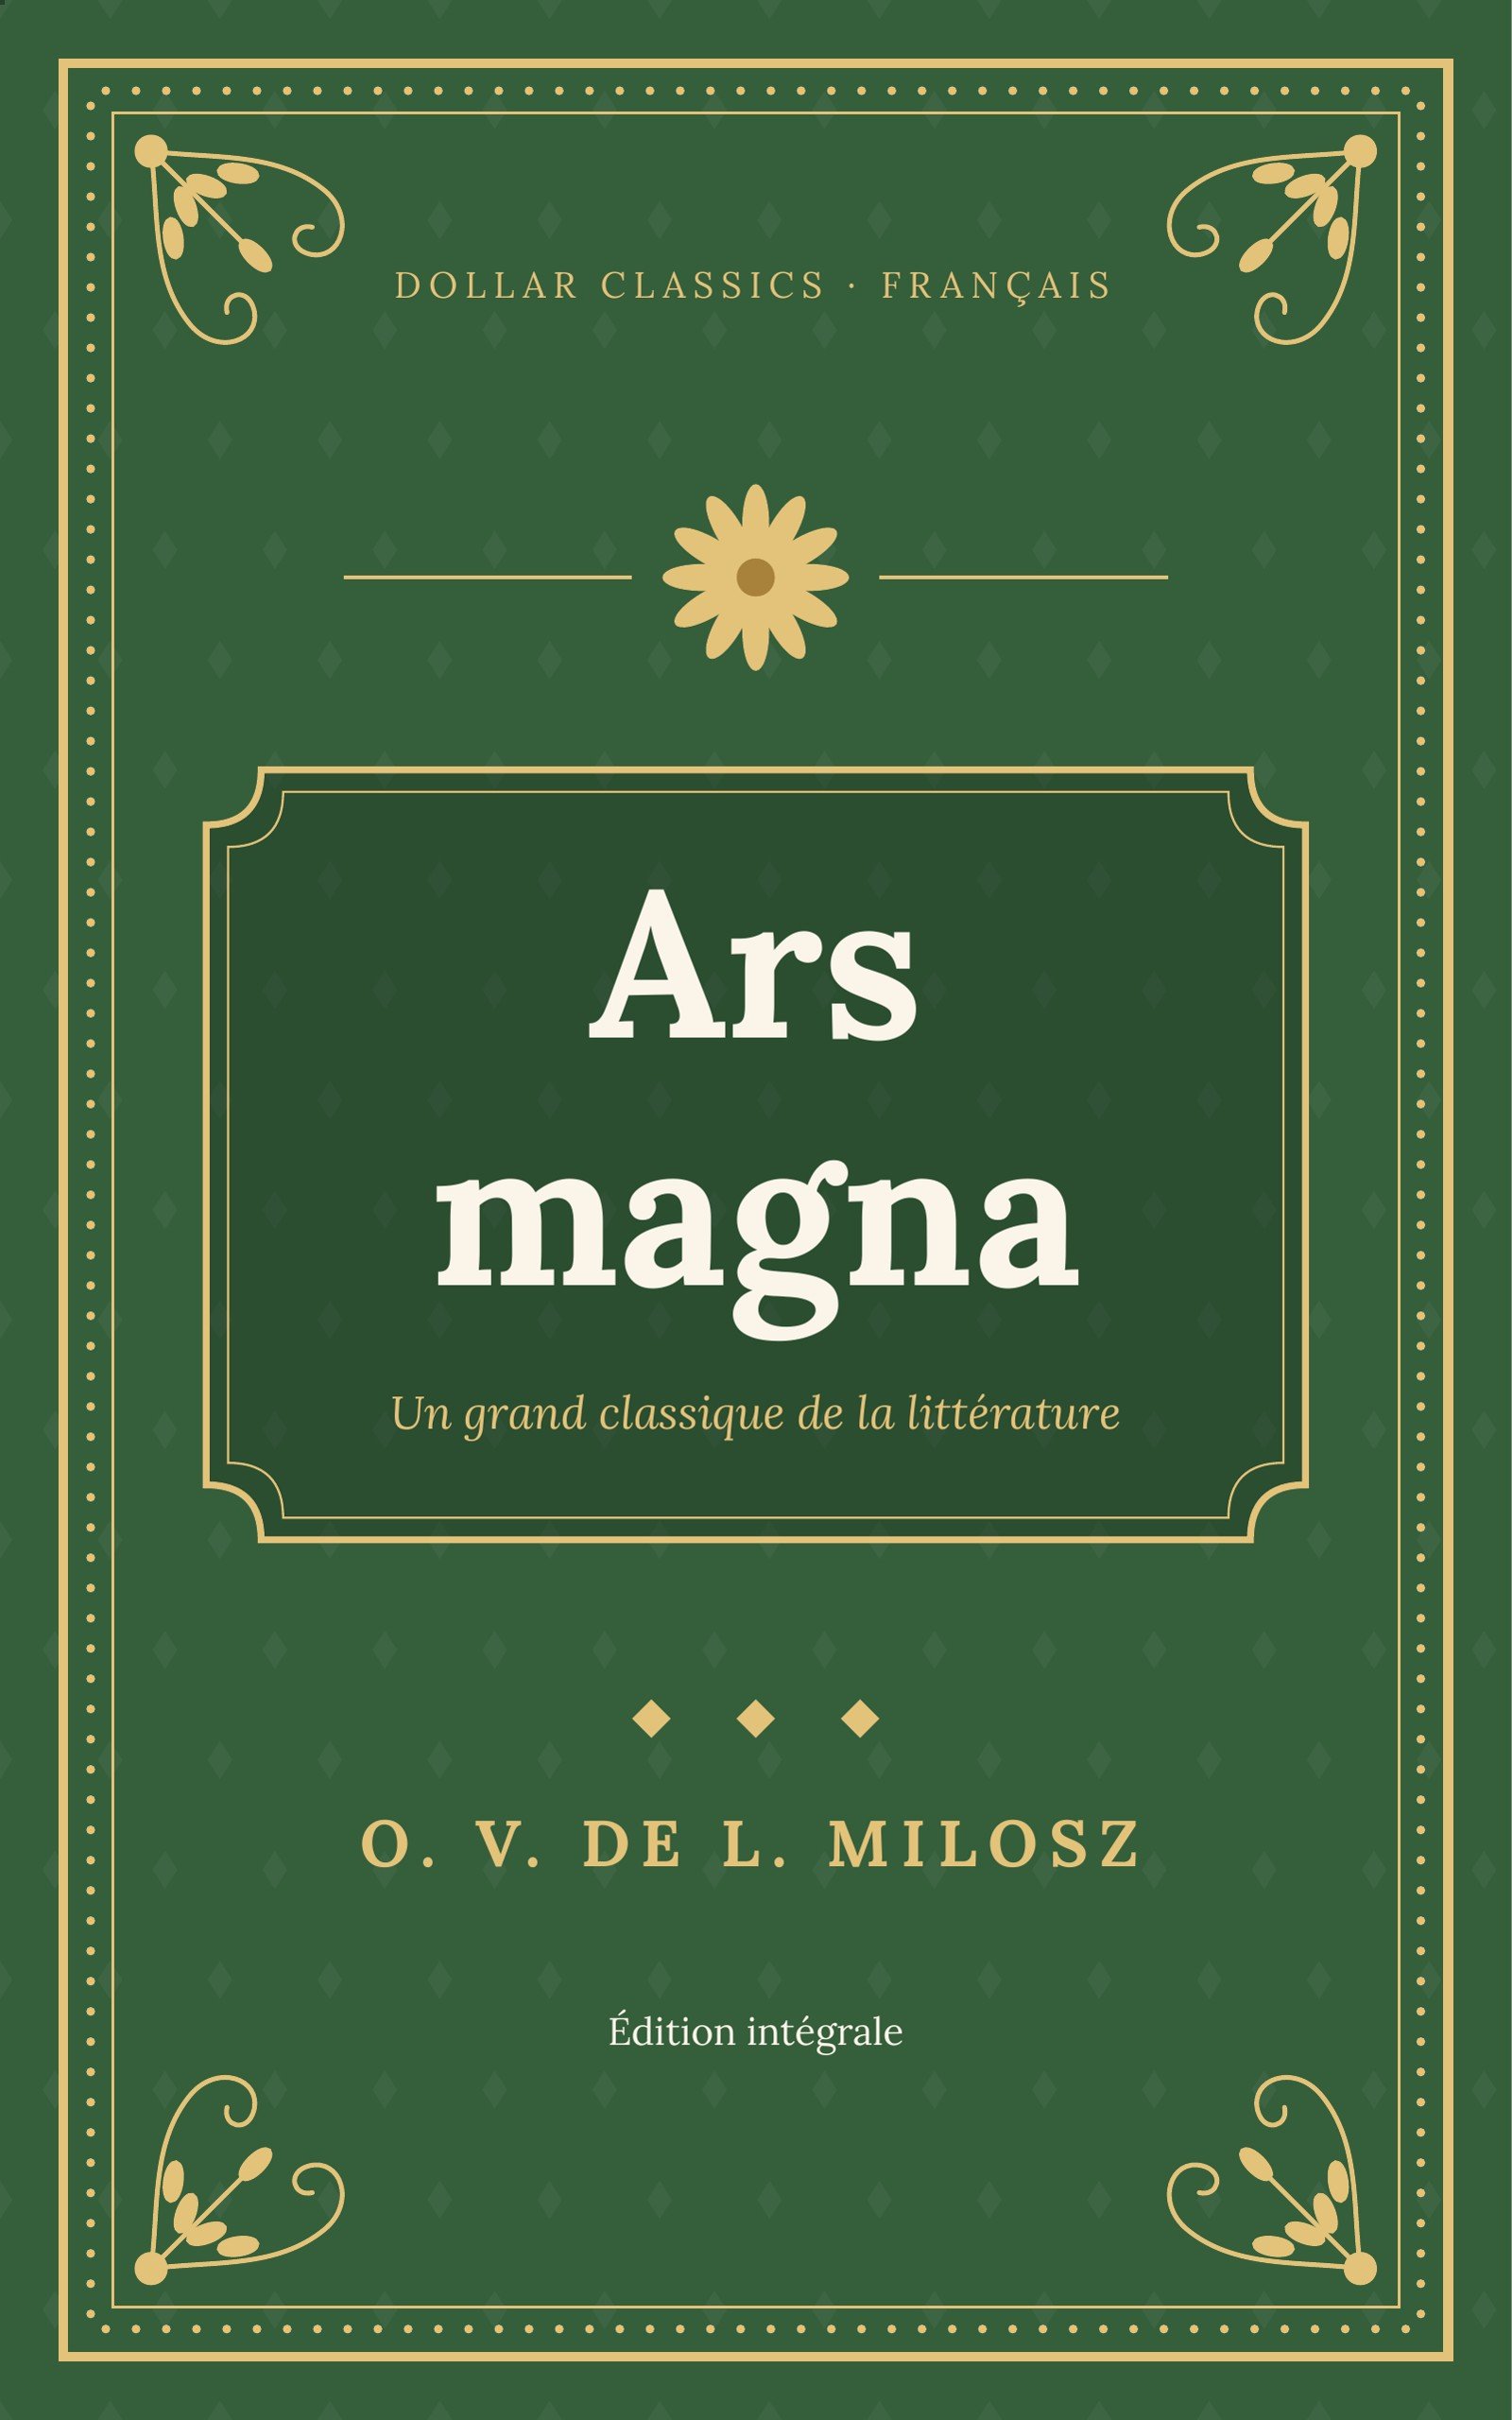 DOLLAR CLASSICS · FRANÇAIS
Ars
magna
Un grand classique de la littérature
O. V. DE L. MILOSZ
Édition intégrale